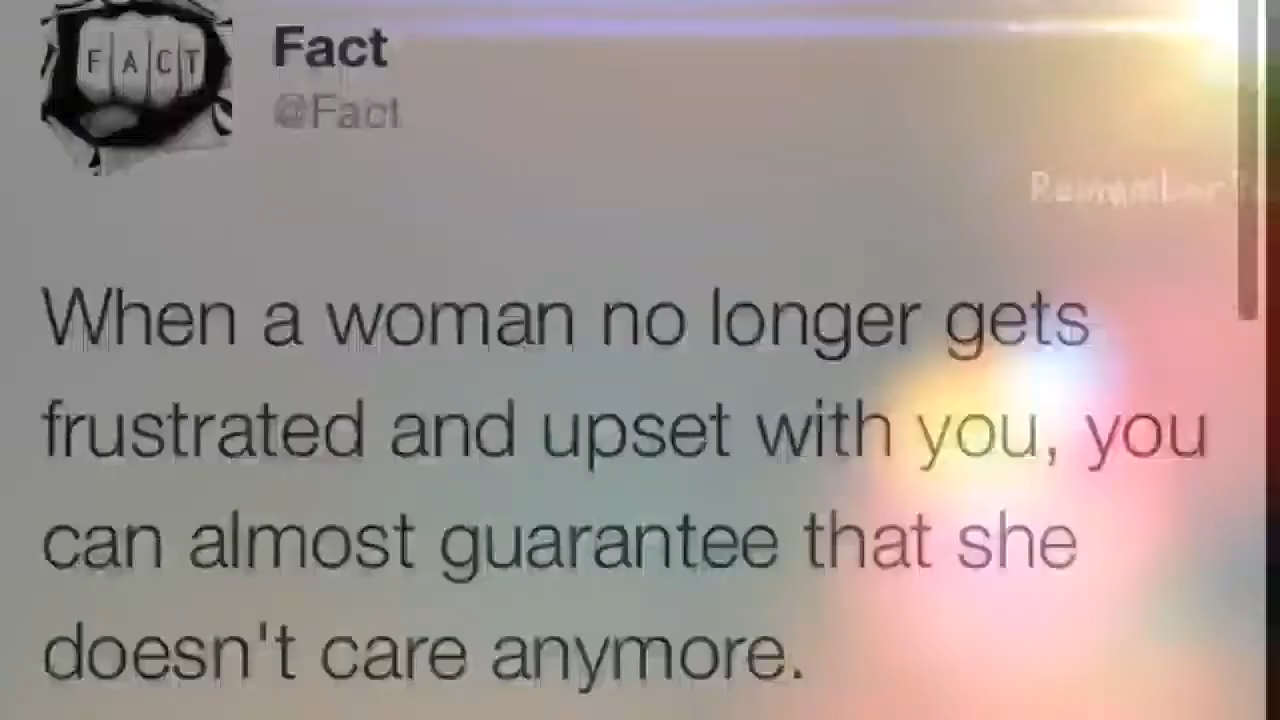 FACT
Fact
@Fact
When a woman no longer gets
frustrated and upset with you, you
can almost guarantee that she
doesn't care anymore.